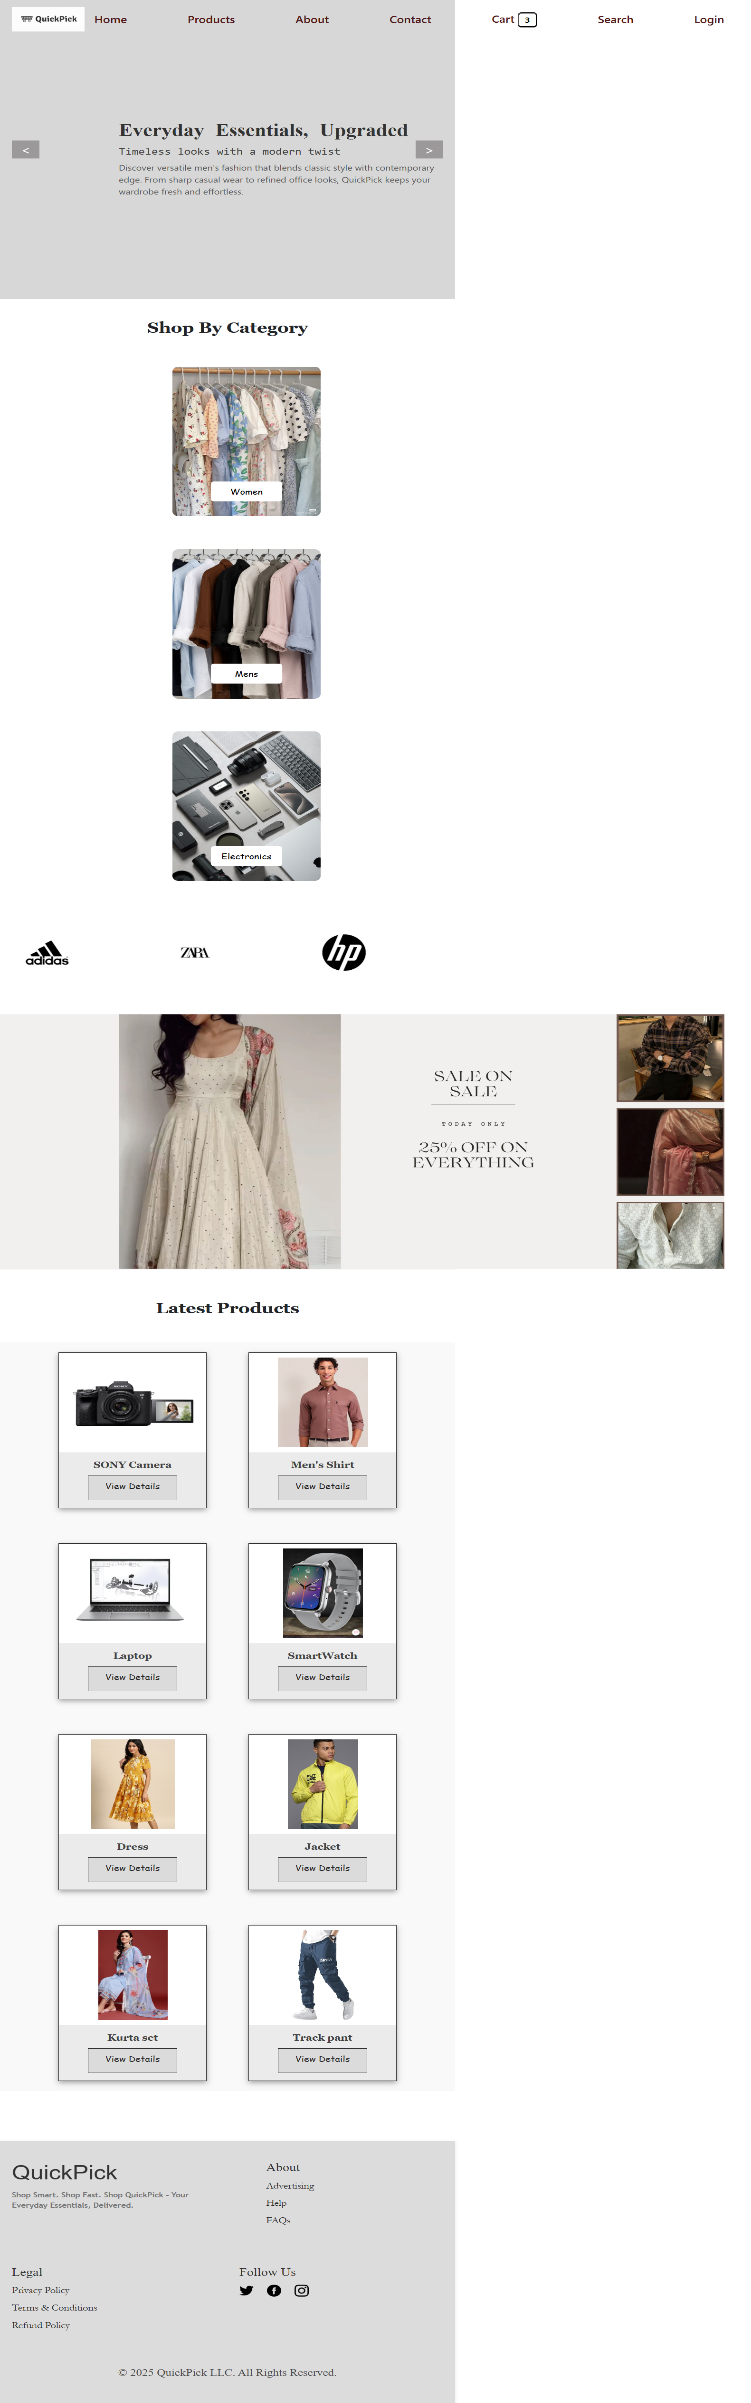 QuickPick
Home
Products
About
Contact
Cart 3
Search
Login
Everyday Essentials, Upgraded
<
>
Timeless looks with a modern twist
Discover versatile men's fashion that blends classic style with contemporary
edge. From sharp casual wear to refined office looks, QuickPick keeps your
wardrobe fresh and effortless.
Shop By Category
Women
Mens
Electronics
adidas
ZARA
hp
SALE ON
SALE
TODAY ONLY
25% OFF ON
EVERYTHING
Latest Products
SONY Camera
View Details
Men's Shirt
View Details
Laptop
View Details
SmartWatch
View Details
Dress
View Details
Jacket
View Details
Kurta set
View Details
Track pant
View Details
QuickPick
Shop Smart. Shop Fast. Shop QuickPick - Your
Everyday Essentials, Delivered.
About
Advertising
Help
FAQs
Legal
Privacy Policy
Terms & Conditions
Refund Policy
Follow Us
© 2025 QuickPick LLC. All Rights Reserved.